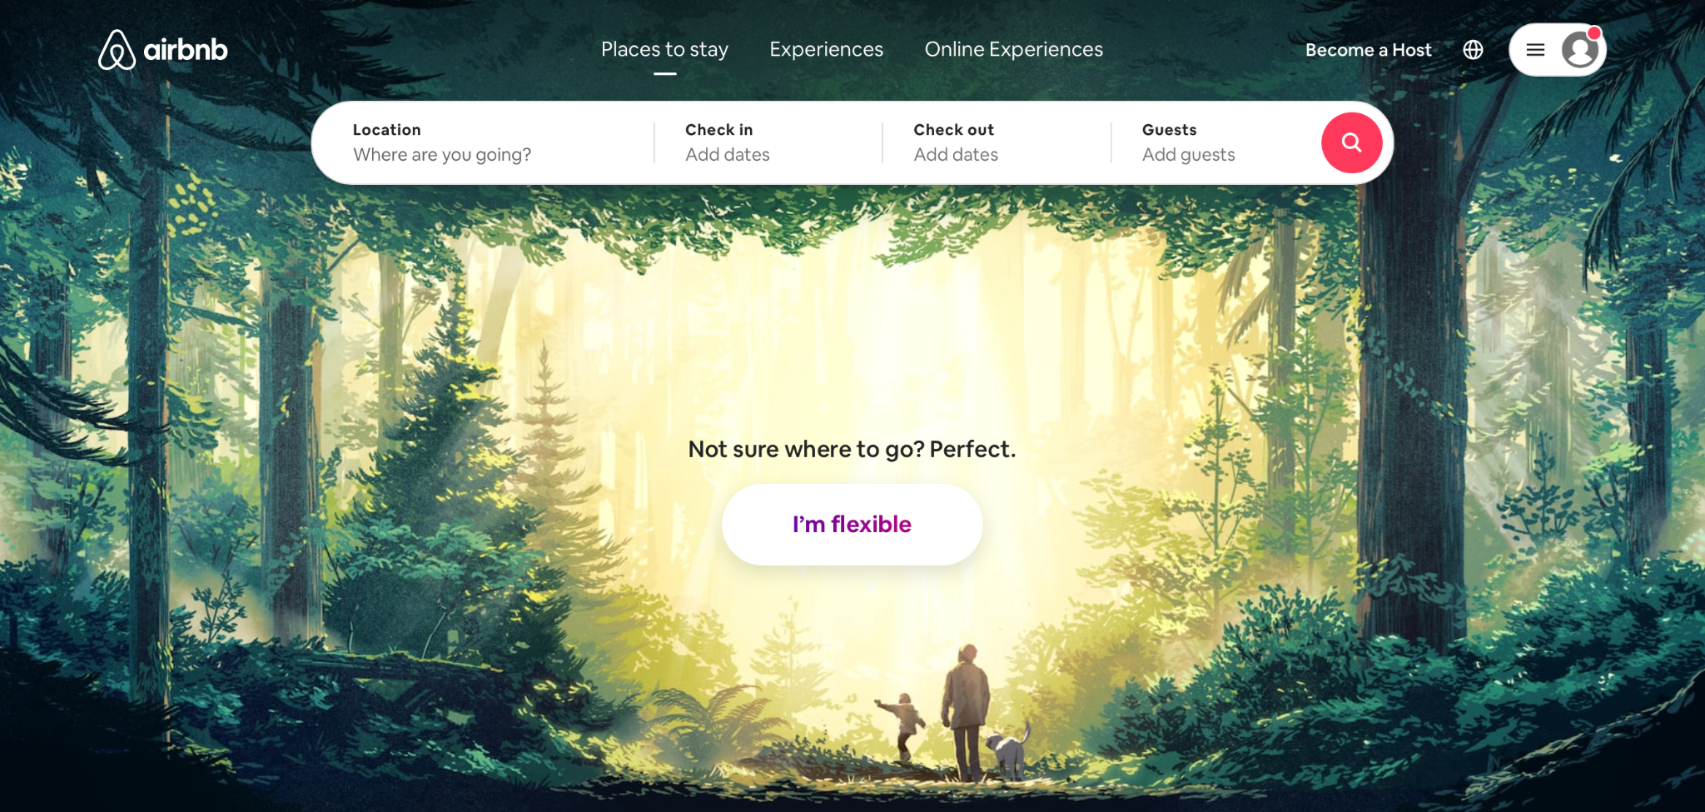 airbnb
Places to stay
Experiences
Online Experiences
Become a Host
Location
Where are you going?
Check in
Add dates
Check out
Add dates
Guests
Add guests
Not sure where to go? Perfect.
I’m flexible